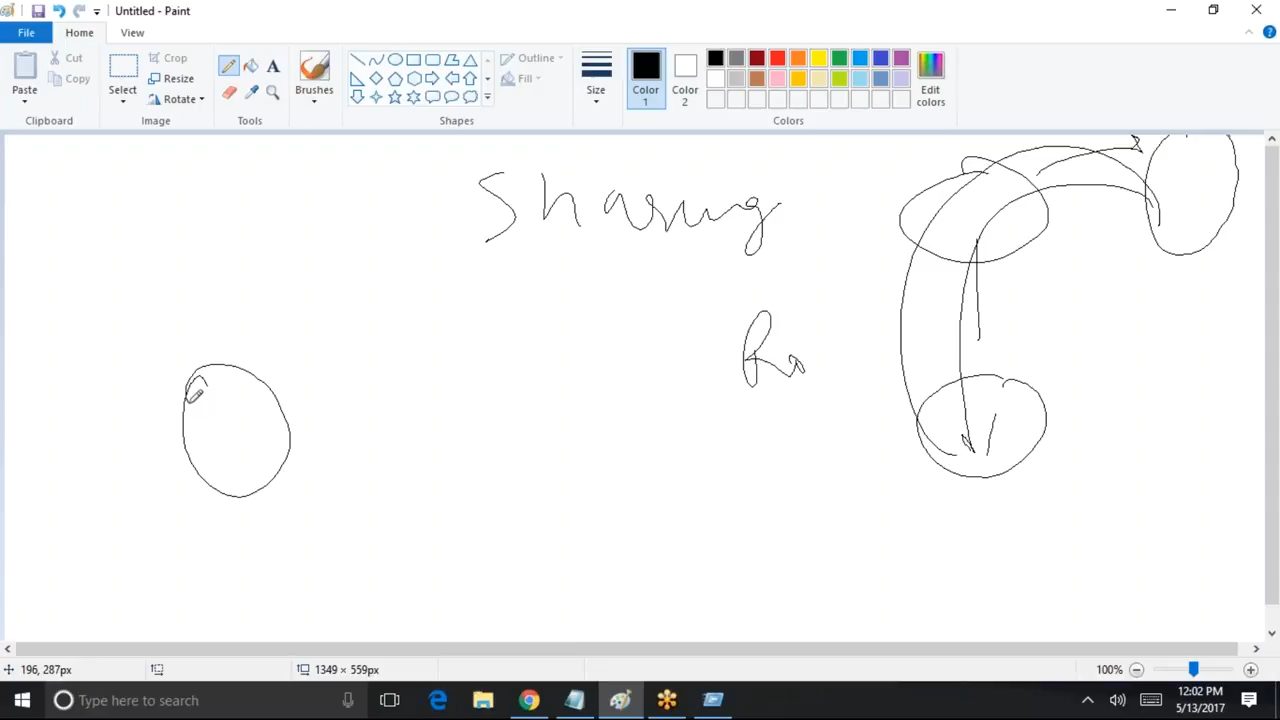 Untitled - Paint
File Home View
Paste
Cut
Copy
Clipboard
Select
Crop
Resize
Rotate
Image
Tools
Brushes
Outline
Fill
Shapes
Size
Color 1
Color 2
Edit colors
Colors
Sharing
196, 287px
1349 × 559px
100%
Type here to search
12:02 PM
5/13/2017